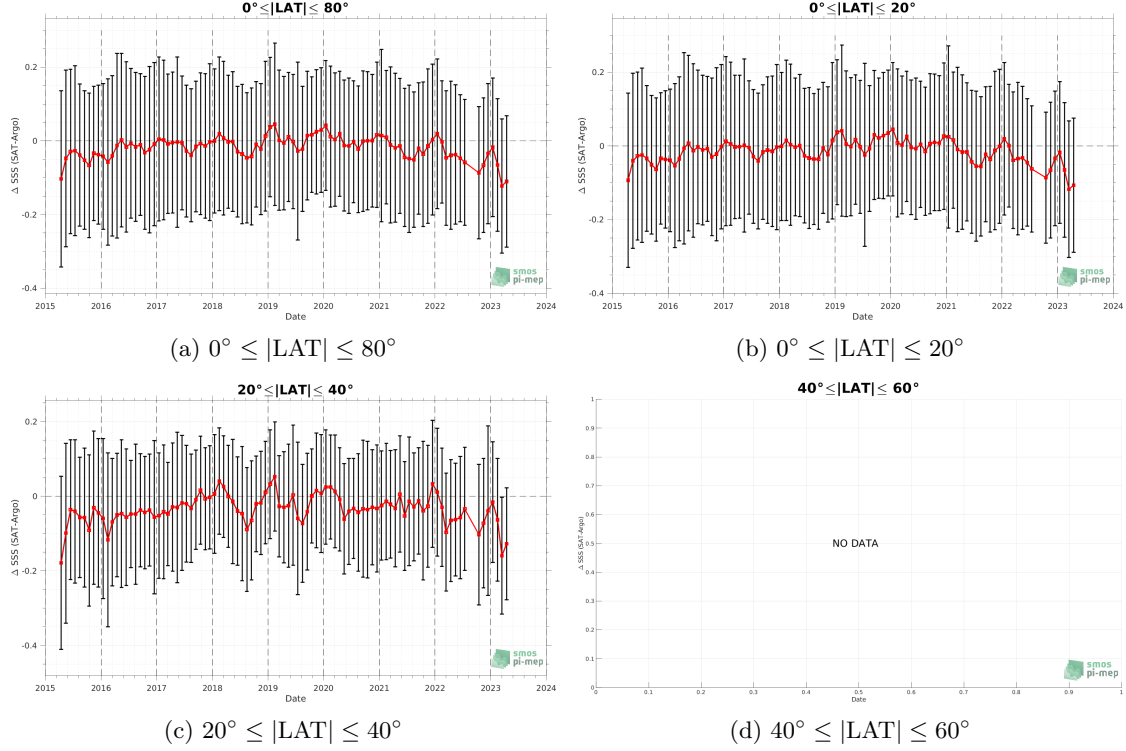 0°≤|LAT|≤ 80°
0.2
0
-0.2
-0.4
Δ SSS (SAT-Argo)
2015 2016 2017 2018 2019 2020 2021 2022 2023 2024
Date
smos
pi-mep
(a) 0° ≤ |LAT| ≤ 80°
0°≤|LAT|≤ 20°
0.2
0
-0.2
-0.4
Δ SSS (SAT-Argo)
2015 2016 2017 2018 2019 2020 2021 2022 2023 2024
Date
smos
pi-mep
(b) 0° ≤ |LAT| ≤ 20°
20°≤|LAT|≤ 40°
0.2
0
-0.2
-0.4
Δ SSS (SAT-Argo)
2015 2016 2017 2018 2019 2020 2021 2022 2023 2024
Date
smos
pi-mep
(c) 20° ≤ |LAT| ≤ 40°
40°≤|LAT|≤ 60°
1
0.9
0.8
0.7
0.6
0.5
0.4
0.3
0.2
0.1
0
Δ SSS (SAT-Argo)
NO DATA
0 0.1 0.2 0.3 0.4 0.5 0.6 0.7 0.8 0.9 1
Date
smos
pi-mep
(d) 40° ≤ |LAT| ≤ 60°